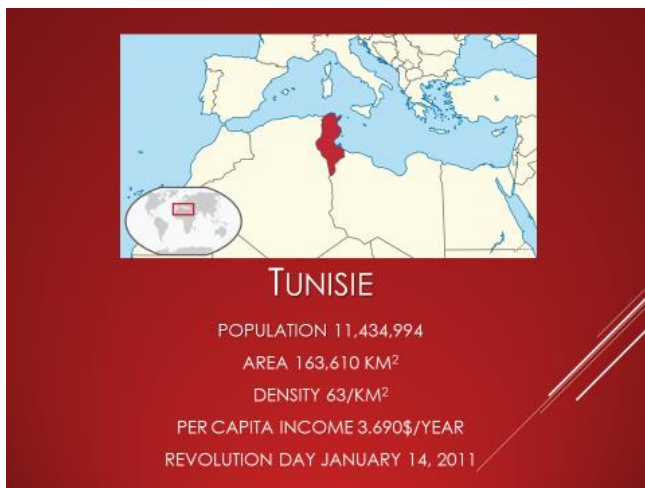 TUNISIE
POPULATION 11,434,994
AREA 163,610 KM²
DENSITY 63/KM²
PER CAPITA INCOME 3.690$/YEAR
REVOLUTION DAY JANUARY 14, 2011